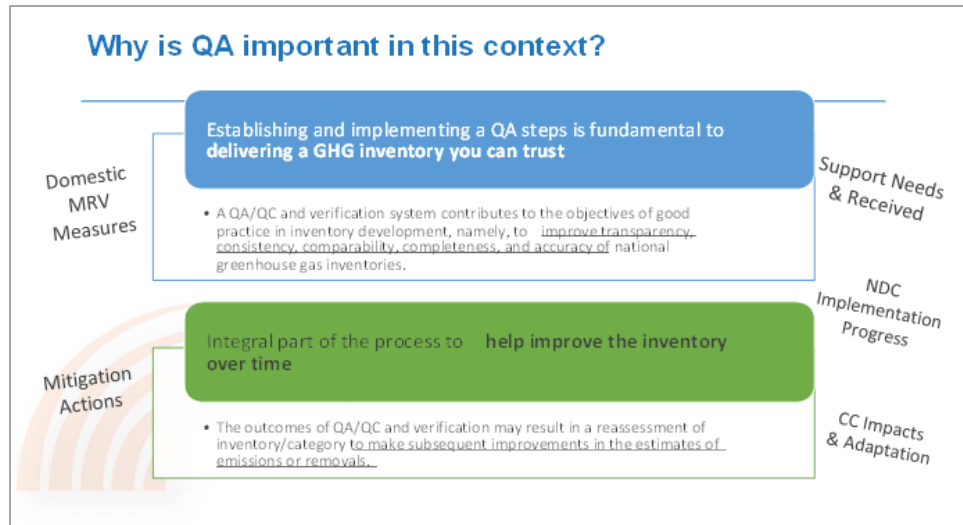 Why is QA important in this context?
Establishing and implementing a QA steps is fundamental to
delivering a GHG inventory you can trust
Domestic
MRV
Measures
Support Needs
& Received
• A QA/QC and verification system contributes to the objectives of good
practice in inventory development, namely, to improve transparency,
consistency, comparability, completeness, and accuracy of national
greenhouse gas inventories.
NDC
Implementation
Progress
Integral part of the process to help improve the inventory
over time
Mitigation
Actions
• The outcomes of QA/QC and verification may result in a reassessment of
inventory/category to make subsequent improvements in the estimates of
emissions or removals.
CC Impacts
& Adaptation